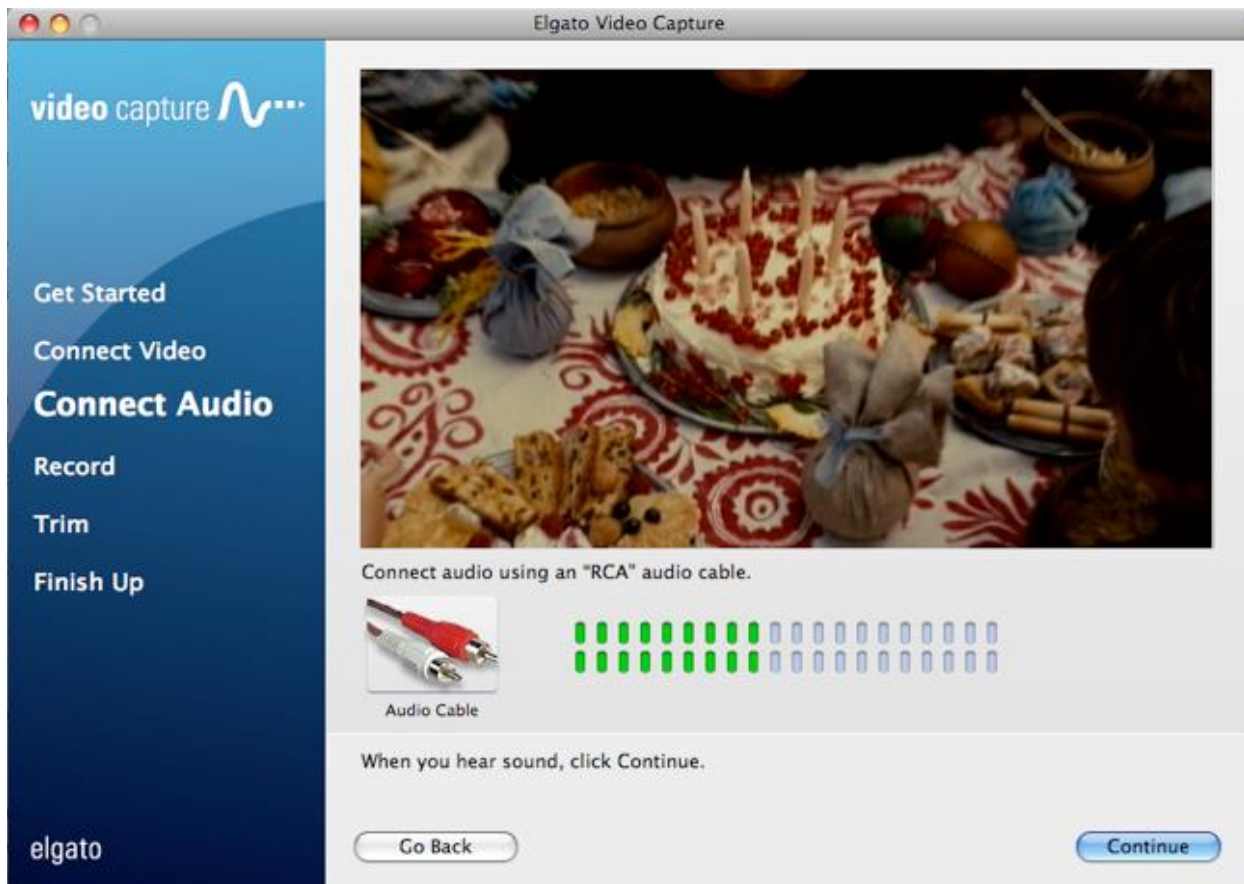 Elgato Video Capture
video capture
Get Started
Connect Video
Connect Audio
Record
Trim
Finish Up
elgato
Connect audio using an "RCA" audio cable.
Audio Cable
When you hear sound, click Continue.
Go Back
Continue